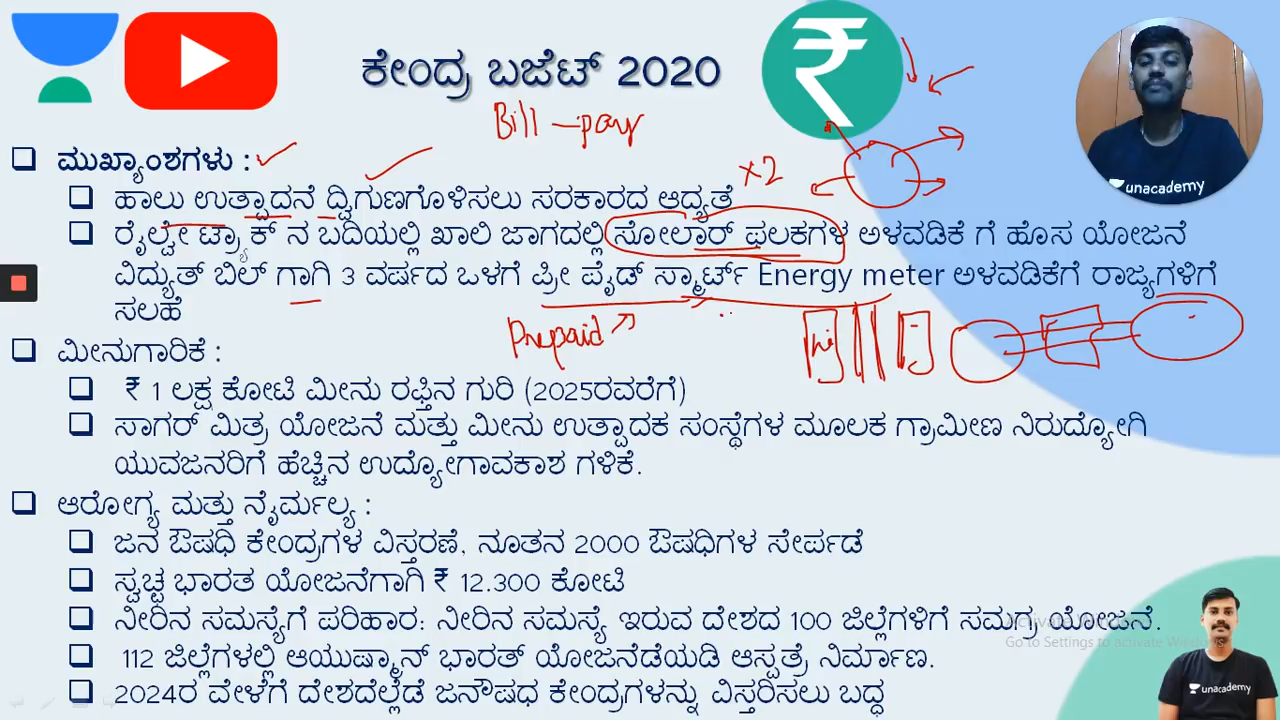 ಕೇಂದ್ರ ಬಜೆಟ್ 2020
₹
unacademy
Bill - pay
❑ ಮುಖ್ಯಾಂಶಗಳು :
❑ ಹಾಲು ಉತ್ಪಾದನೆ ದ್ವಿಗುಣಗೊಳಿಸಲು ಸರಕಾರದ ಆದ್ಯತೆ
×2
❑ ರೈಲ್ವೇ ಟ್ರ್ಯಾಕ್ ನ ಬದಿಯಲ್ಲಿ ಖಾಲಿ ಜಾಗದಲ್ಲಿ ಸೋಲಾರ್ ಫಲಕಗಳ ಅಳವಡಿಕೆ ಗೆ ಹೊಸ ಯೋಜನೆ
ವಿದ್ಯುತ್ ಬಿಲ್ ಗಾಗಿ 3 ವರ್ಷದ ಒಳಗೆ ಪ್ರೀ ಪೈಡ್ ಸ್ಮಾರ್ಟ್ Energy meter ಅಳವಡಿಕೆಗೆ ರಾಜ್ಯಗಳಿಗೆ
ಸಲಹೆ
Prepaid
❑ ಮೀನುಗಾರಿಕೆ :
❑ ₹ 1 ಲಕ್ಷ ಕೋಟಿ ಮೀನು ರಫ್ತಿನ ಗುರಿ (2025ರವರೆಗೆ)
❑ ಸಾಗರ್ ಮಿತ್ರ ಯೋಜನೆ ಮತ್ತು ಮೀನು ಉತ್ಪಾದಕ ಸಂಸ್ಥೆಗಳ ಮೂಲಕ ಗ್ರಾಮೀಣ ನಿರುದ್ಯೋಗಿ
ಯುವಜನರಿಗೆ ಹೆಚ್ಚಿನ ಉದ್ಯೋಗಾವಕಾಶ ಗಳಿಕೆ.
❑ ಆರೋಗ್ಯ ಮತ್ತು ನೈರ್ಮಲ್ಯ :
❑ ಜನ ಔಷಧಿ ಕೇಂದ್ರಗಳ ವಿಸ್ತರಣೆ, ನೂತನ 2000 ಔಷಧಿಗಳ ಸೇರ್ಪಡೆ
❑ ಸ್ವಚ್ಛ ಭಾರತ ಯೋಜನೆಗಾಗಿ ₹ 12.300 ಕೋಟಿ
❑ ನೀರಿನ ಸಮಸ್ಯೆಗೆ ಪರಿಹಾರ: ನೀರಿನ ಸಮಸ್ಯೆ ಇರುವ ದೇಶದ 100 ಜಿಲ್ಲೆಗಳಿಗೆ ಸಮಗ್ರ ಯೋಜನೆ.
Go to Settings to activate Windows.
❑ 112 ಜಿಲ್ಲೆಗಳಲ್ಲಿ ಆಯುಷ್ಮಾನ್ ಭಾರತ್ ಯೋಜನೆಡೆಯಡಿ ಆಸ್ಪತ್ರೆ ನಿರ್ಮಾಣ.
❑ 2024ರ ವೇಳೆಗೆ ದೇಶದೆಲ್ಲೆಡೆ ಜನೌಷಧ ಕೇಂದ್ರಗಳನ್ನು ವಿಸ್ತರಿಸಲು ಬದ್ಧ
unacademy